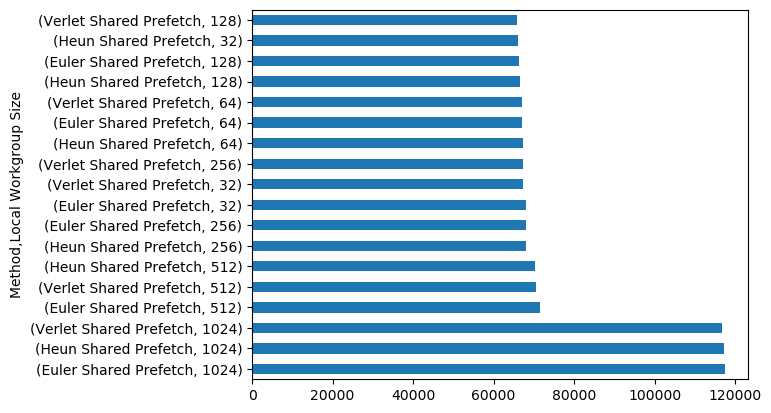 Method,Local Workgroup Size
(Verlet Shared Prefetch, 128)
(Heun Shared Prefetch, 32)
(Euler Shared Prefetch, 128)
(Heun Shared Prefetch, 128)
(Verlet Shared Prefetch, 64)
(Euler Shared Prefetch, 64)
(Heun Shared Prefetch, 64)
(Verlet Shared Prefetch, 256)
(Verlet Shared Prefetch, 32)
(Euler Shared Prefetch, 32)
(Euler Shared Prefetch, 256)
(Heun Shared Prefetch, 256)
(Heun Shared Prefetch, 512)
(Verlet Shared Prefetch, 512)
(Euler Shared Prefetch, 512)
(Verlet Shared Prefetch, 1024)
(Heun Shared Prefetch, 1024)
(Euler Shared Prefetch, 1024)
0 20000 40000 60000 80000 100000 120000